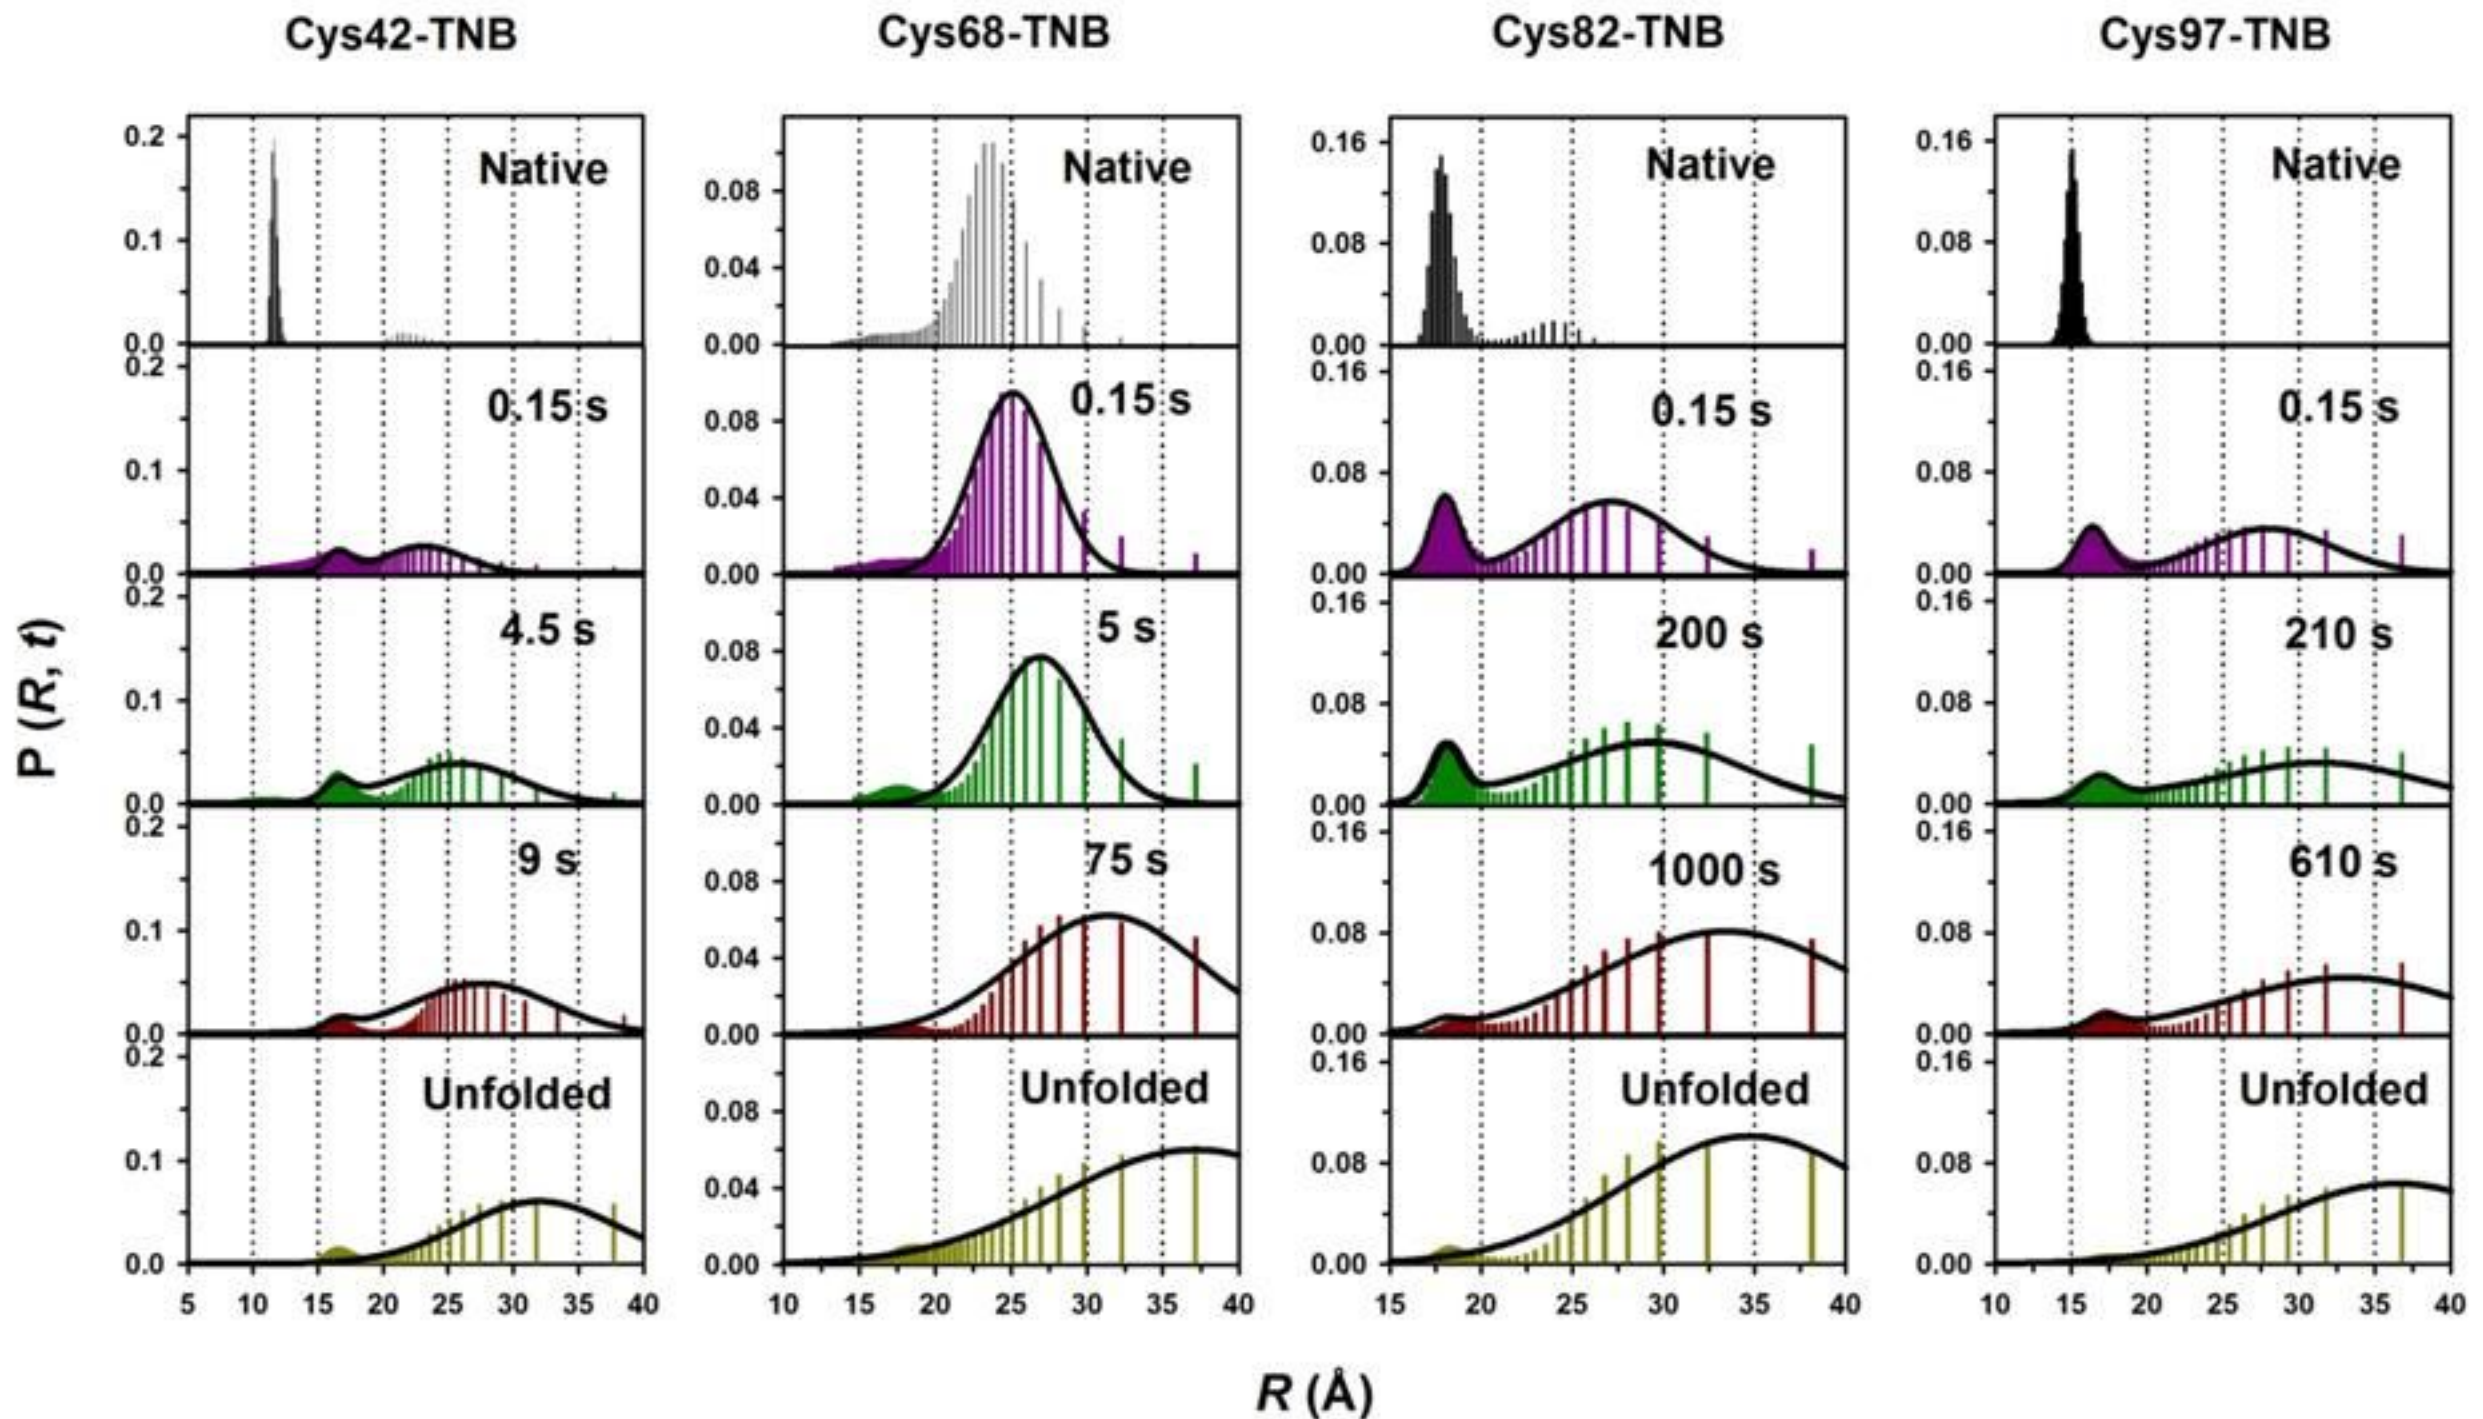 Cys42-TNB Cys68-TNB Cys82-TNB Cys97-TNB
Native Native Native Native
0.2 0.08 0.16 0.16
0.1 0.04 0.08 0.08
0.0 0.00 0.00 0.00
0.15 s 0.15 s 0.15 s 0.15 s
0.2 0.08 0.16 0.16
0.1 0.04 0.08 0.08
0.0 0.00 0.00 0.00
4.5 s 5 s 200 s 210 s
0.2 0.08 0.16 0.16
0.1 0.04 0.08 0.08
0.0 0.00 0.00 0.00
9 s 75 s 1000 s 610 s
0.2 0.08 0.16 0.16
0.1 0.04 0.08 0.08
0.0 0.00 0.00 0.00
Unfolded Unfolded Unfolded Unfolded
0.2 0.08 0.16 0.16
0.1 0.04 0.08 0.08
0.0 0.00 0.00 0.00
5 10 15 20 25 30 35 40 10 15 20 25 30 35 40 15 20 25 30 35 40 10 15 20 25 30 35 40
P (R, t)
R (Å)